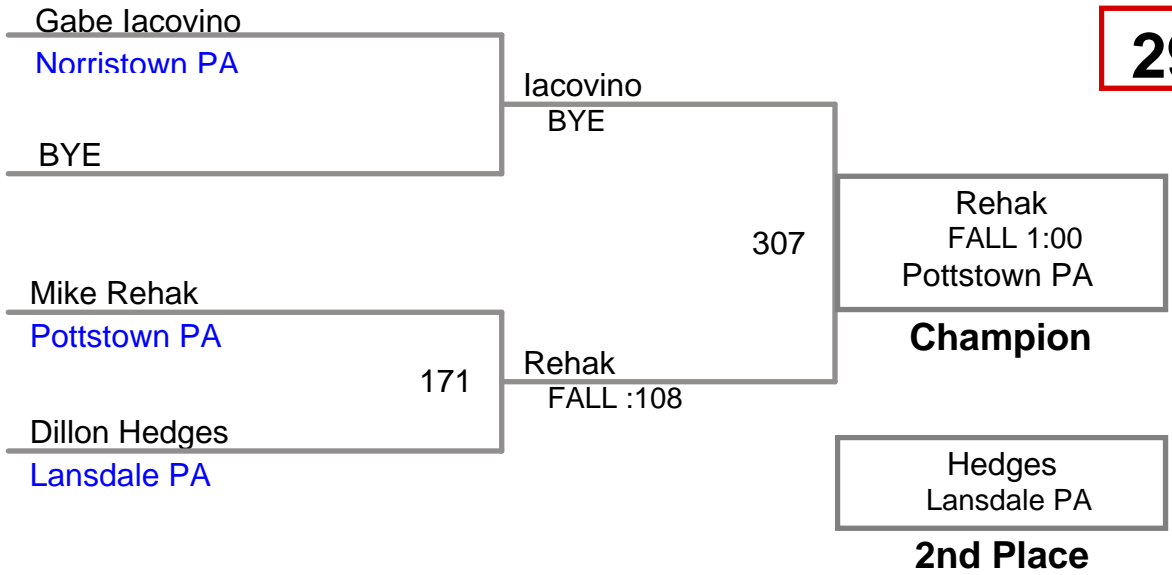 Gabe Iacovino
Norristown PA
BYE
Iacovino
BYE
Mike Rehak
Pottstown PA
171
Dillon Hedges
Lansdale PA
Rehak
FALL :108
307
Rehak
FALL 1:00
Pottstown PA
Champion
Hedges
Lansdale PA
2nd Place